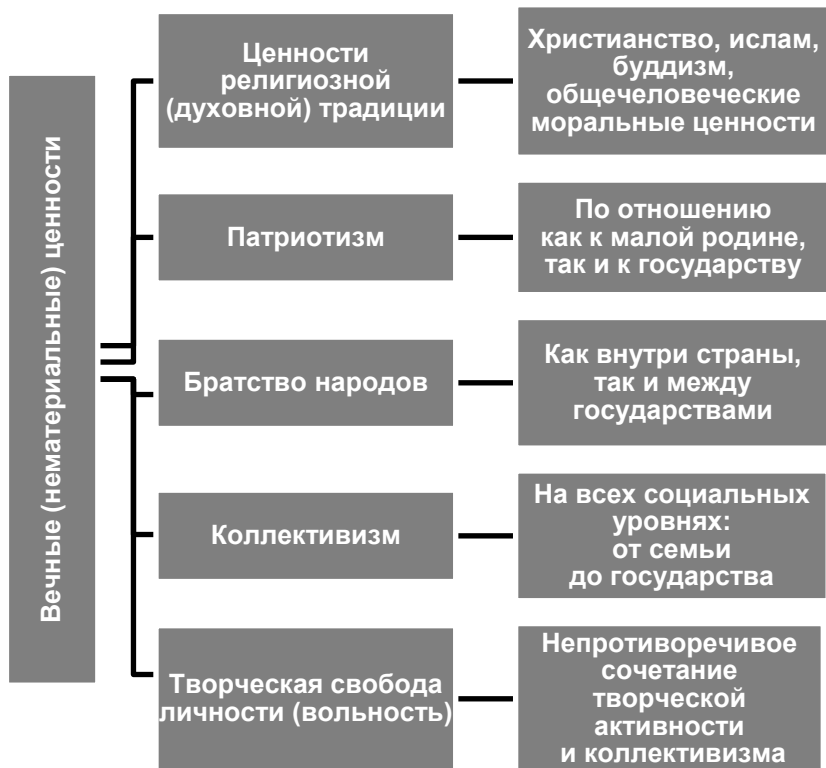 Вечные (нематериальные) ценности
Ценности
религиозной
(духовной) традиции
Христианство, ислам,
буддизм,
общечеловеческие
моральные ценности
Патриотизм
По отношению
как к малой родине,
так и к государству
Братство народов
Как внутри страны,
так и между
государствами
Коллективизм
На всех социальных
уровнях:
от семьи
до государства
Творческая свобода
личности (вольность)
Непротиворечивое
сочетание
творческой
активности
и коллективизма